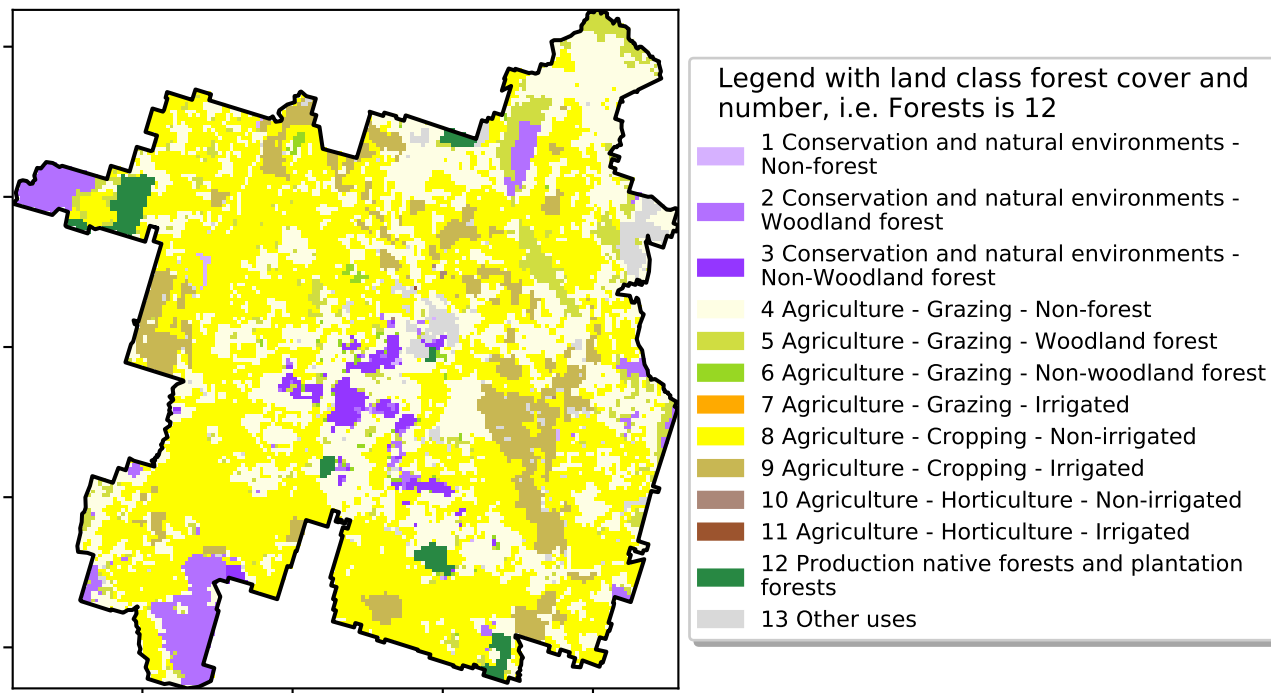 Legend with land class forest cover and
number, i.e. Forests is 12
1 Conservation and natural environments -
Non-forest
2 Conservation and natural environments -
Woodland forest
3 Conservation and natural environments -
Non-Woodland forest
4 Agriculture - Grazing - Non-forest
5 Agriculture - Grazing - Woodland forest
6 Agriculture - Grazing - Non-woodland forest
7 Agriculture - Grazing - Irrigated
8 Agriculture - Cropping - Non-irrigated
9 Agriculture - Cropping - Irrigated
10 Agriculture - Horticulture - Non-irrigated
11 Agriculture - Horticulture - Irrigated
12 Production native forests and plantation
forests
13 Other uses